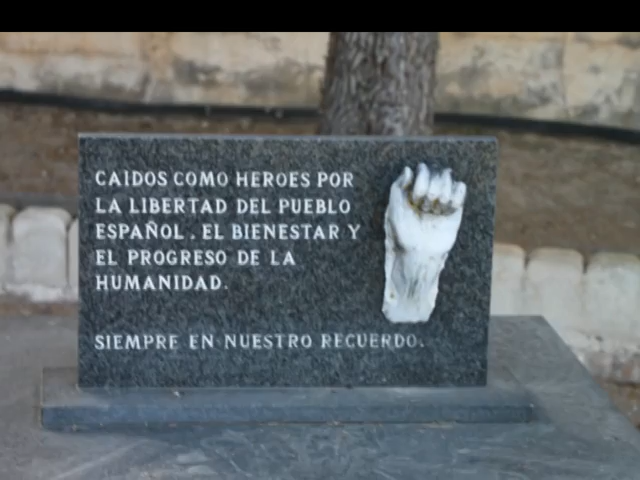 CAIDOS COMO HEROES POR
LA LIBERTAD DEL PUEBLO
ESPAÑOL. EL BIENESTAR Y
EL PROGRESO DE LA
HUMANIDAD.
SIEMPRE EN NUESTRO RECUERDO.